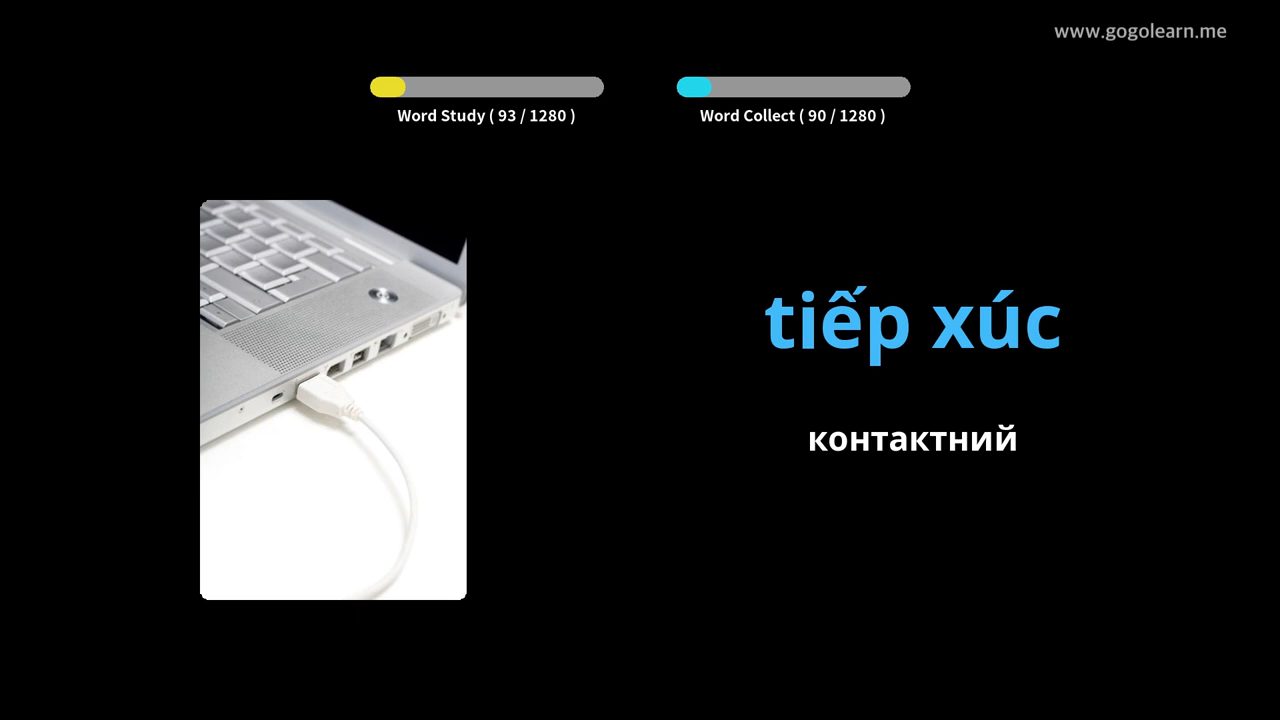 www.gogolearn.me
Word Study ( 93 / 1280 )
Word Collect ( 90 / 1280 )
tiếp xúc
контактний